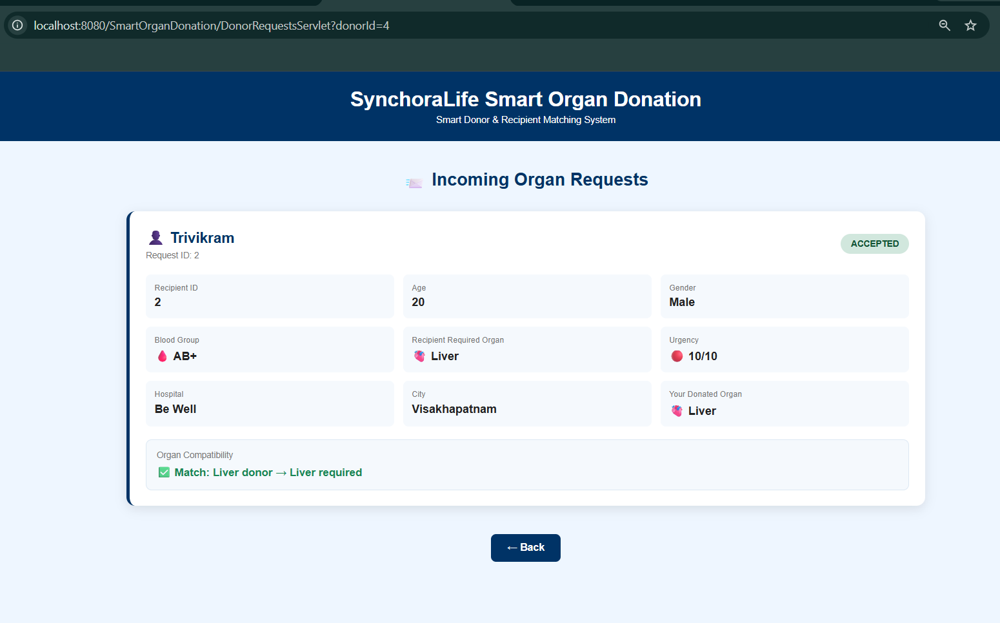 localhost:8080/SmartOrganDonation/DonorRequestsServlet?donorId=4
SynchoraLife Smart Organ Donation
Smart Donor & Recipient Matching System
Incoming Organ Requests
Trivikram
Request ID: 2
ACCEPTED
Recipient ID
2
Age
20
Gender
Male
Blood Group
AB+
Recipient Required Organ
Liver
Urgency
10/10
Hospital
Be Well
City
Visakhapatnam
Your Donated Organ
Liver
Organ Compatibility
Match: Liver donor → Liver required
← Back